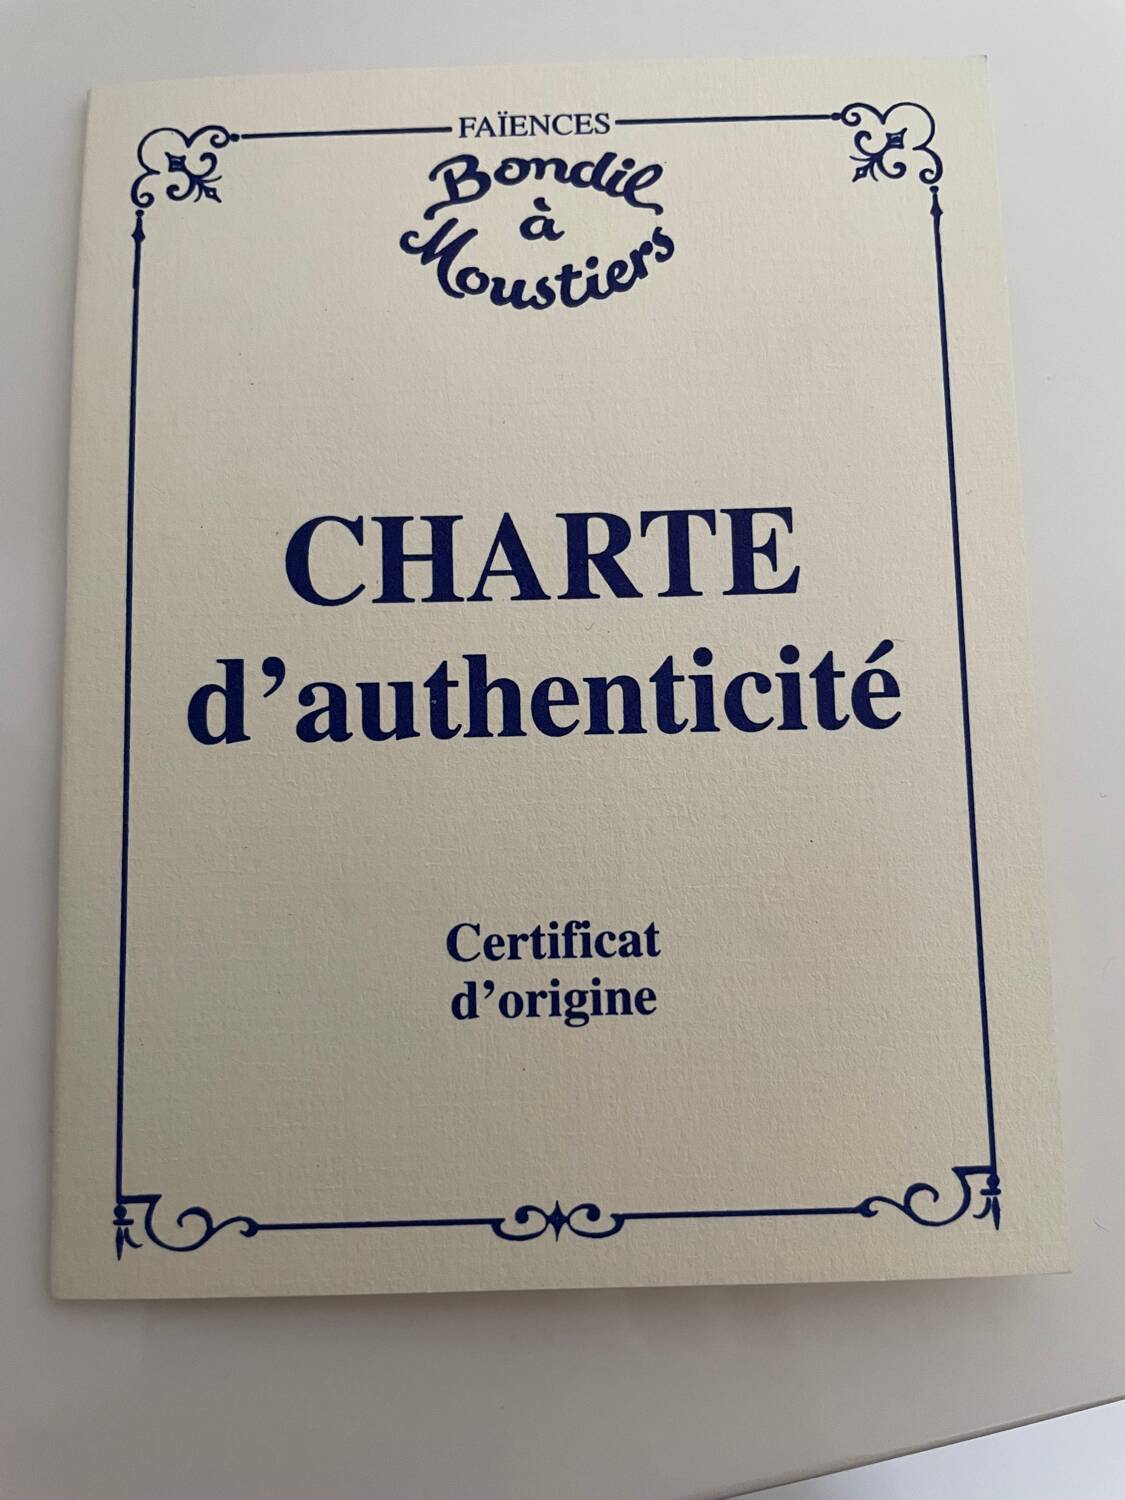 FAÏENCES
Bondil
à
Moustiers
CHARTE
d’authenticité
Certificat
d’origine